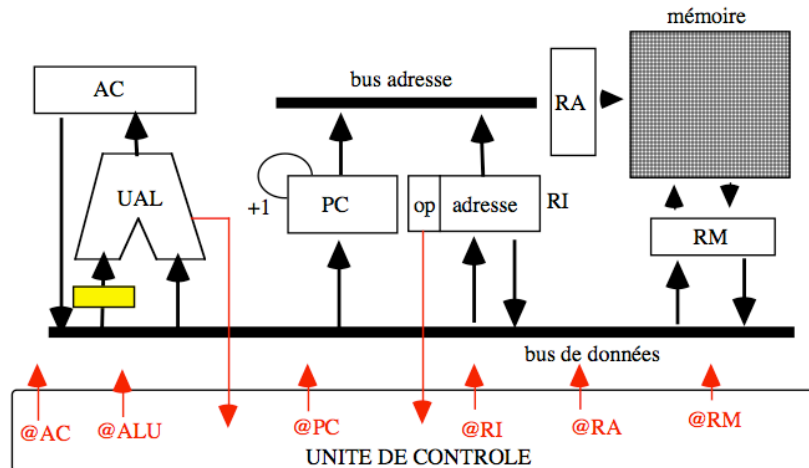 mémoire
AC
bus adresse
RA
UAL
+1
PC
op
adresse
RI
RM
bus de données
@AC
@ALU
@PC
@RI
@RA
@RM
UNITE DE CONTROLE